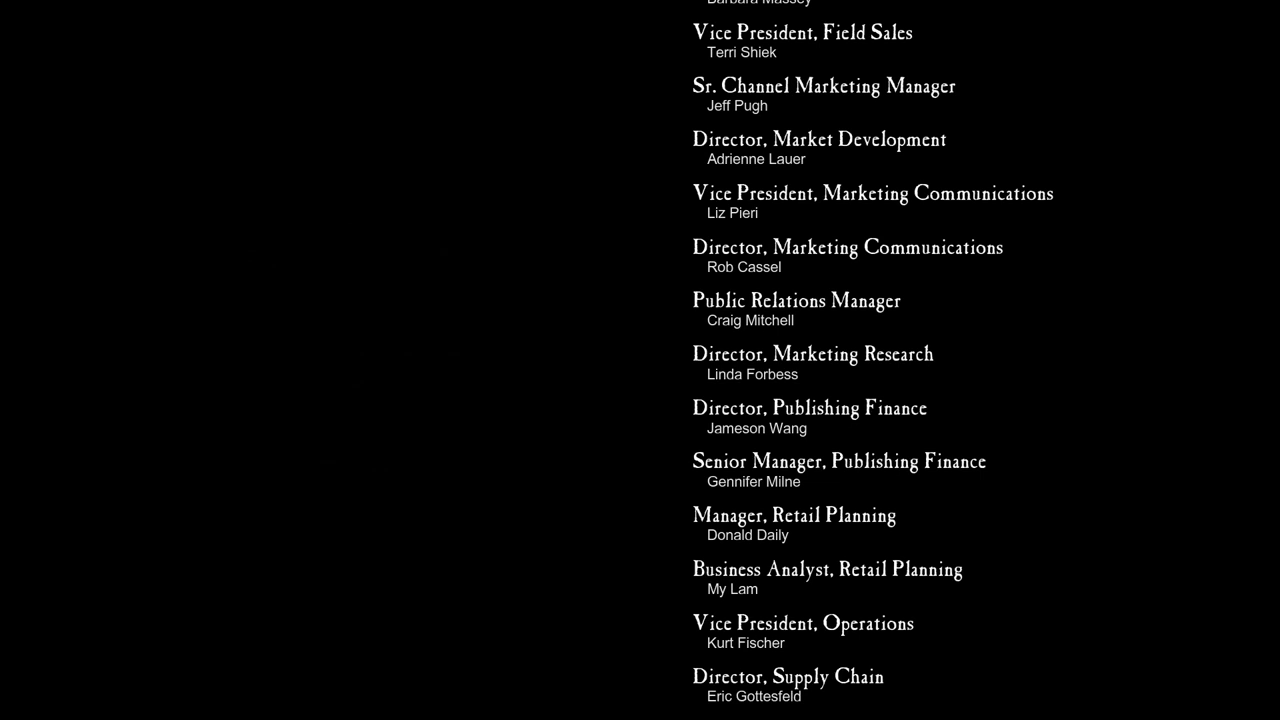 Barbara Massey
Vice President, Field Sales
Terri Shiek
Sr. Channel Marketing Manager
Jeff Pugh
Director, Market Development
Adrienne Lauer
Vice President, Marketing Communications
Liz Pieri
Director, Marketing Communications
Rob Cassel
Public Relations Manager
Craig Mitchell
Director, Marketing Research
Linda Forbess
Director, Publishing Finance
Jameson Wang
Senior Manager, Publishing Finance
Gennifer Milne
Manager, Retail Planning
Donald Daily
Business Analyst, Retail Planning
My Lam
Vice President, Operations
Kurt Fischer
Director, Supply Chain
Eric Gottesfeld